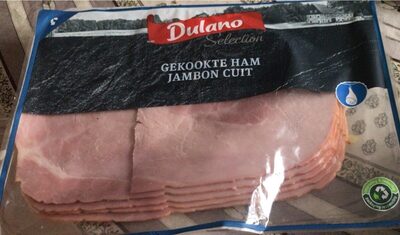 Dulano
Selection
GEKOOKTE HAM
JAMBON CUIT